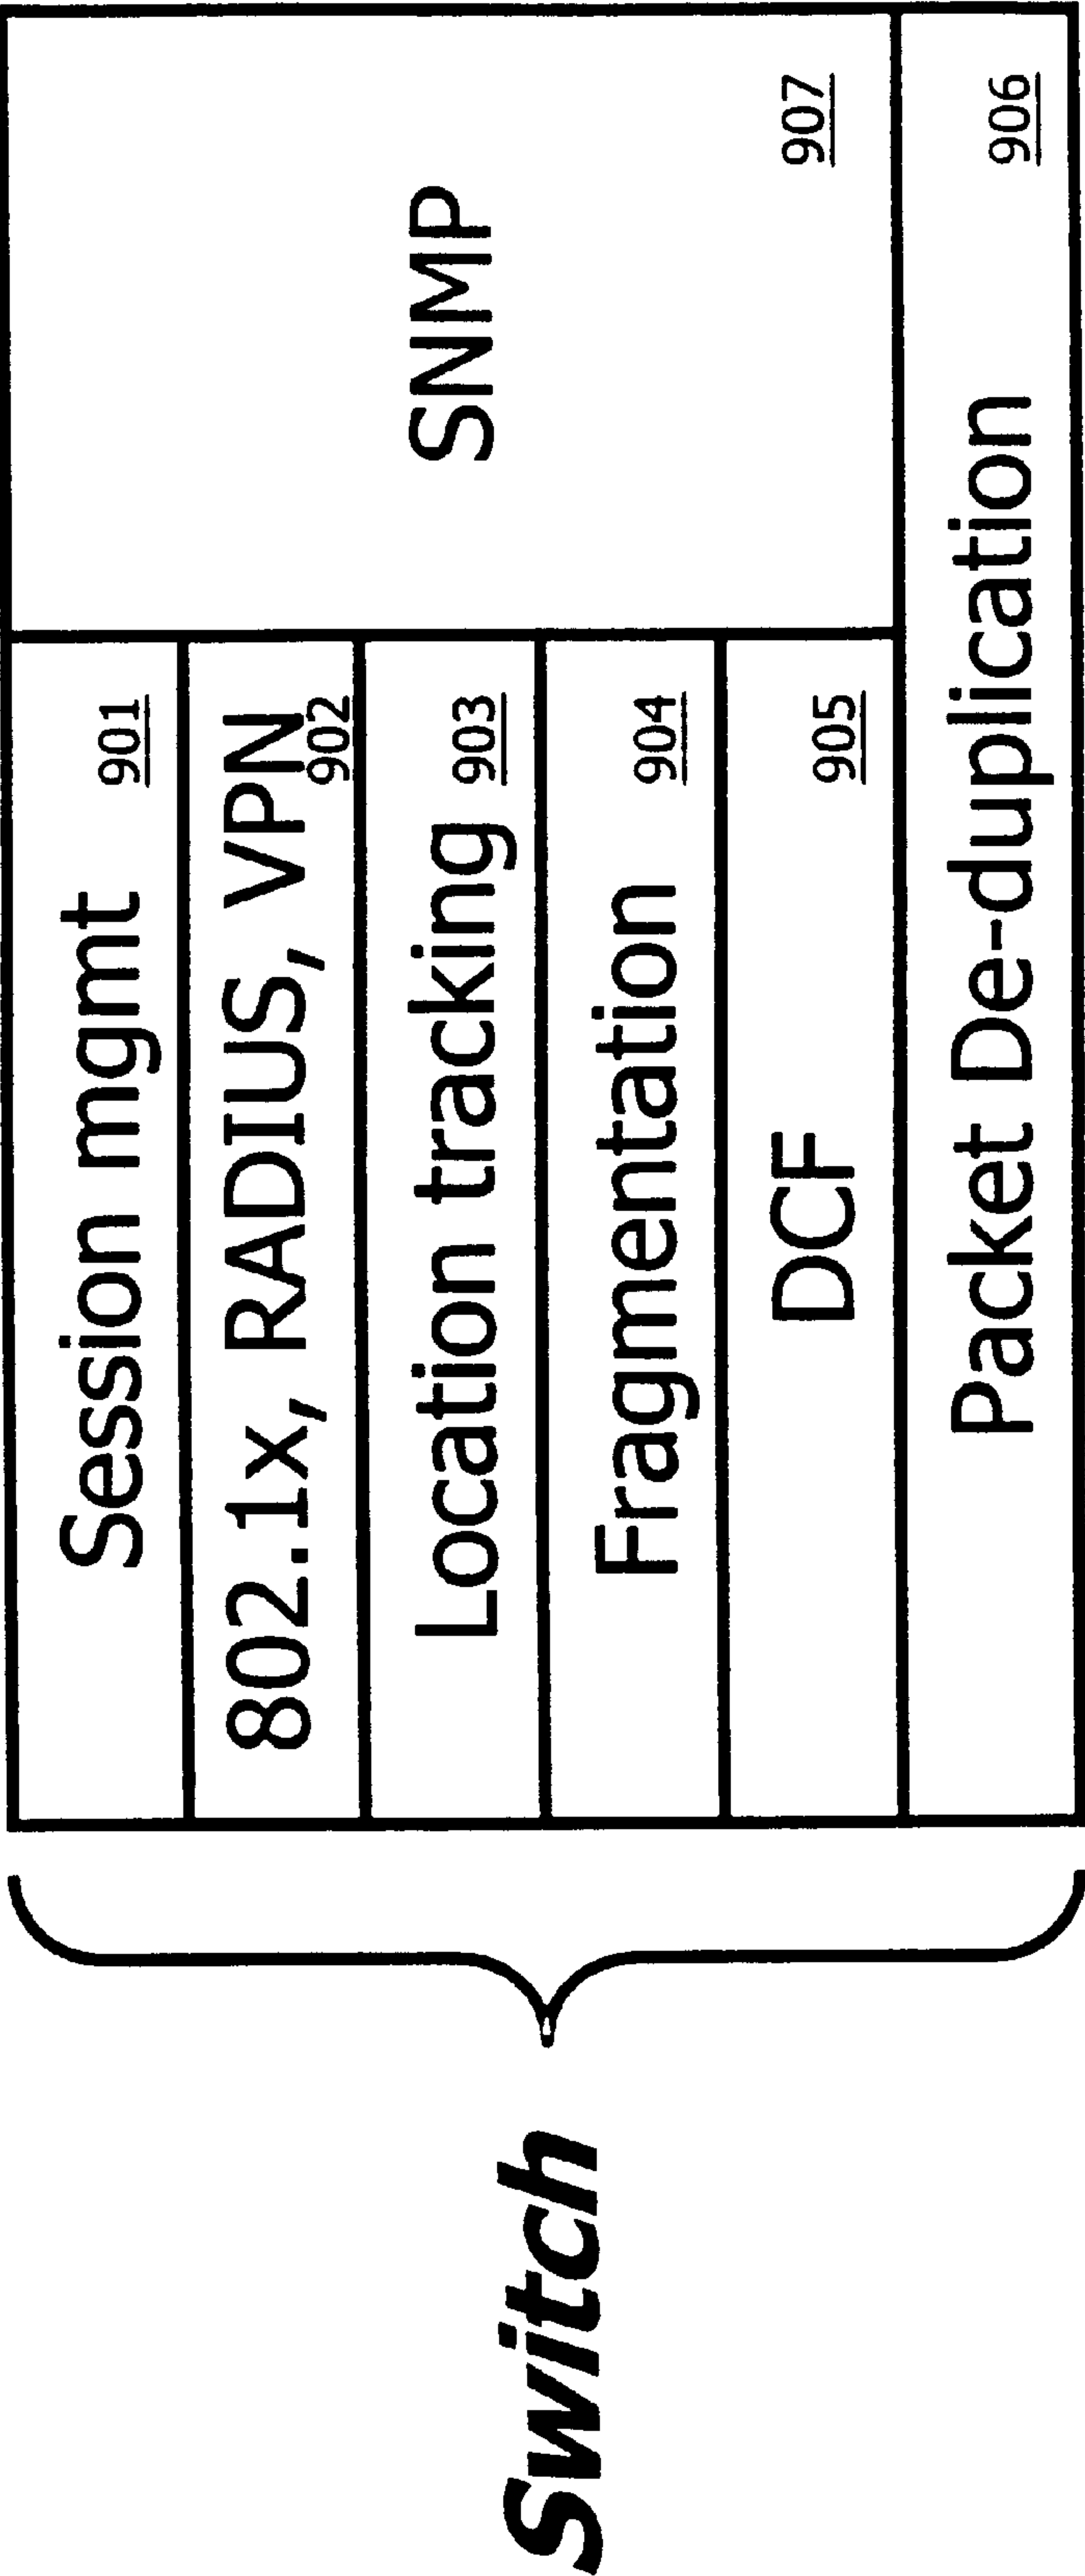 Switch
Session mgmt
901
802.1x, RADIUS, VPN
902
Location tracking
903
Fragmentation
904
DCF
905
SNMP
907
Packet De-duplication
906